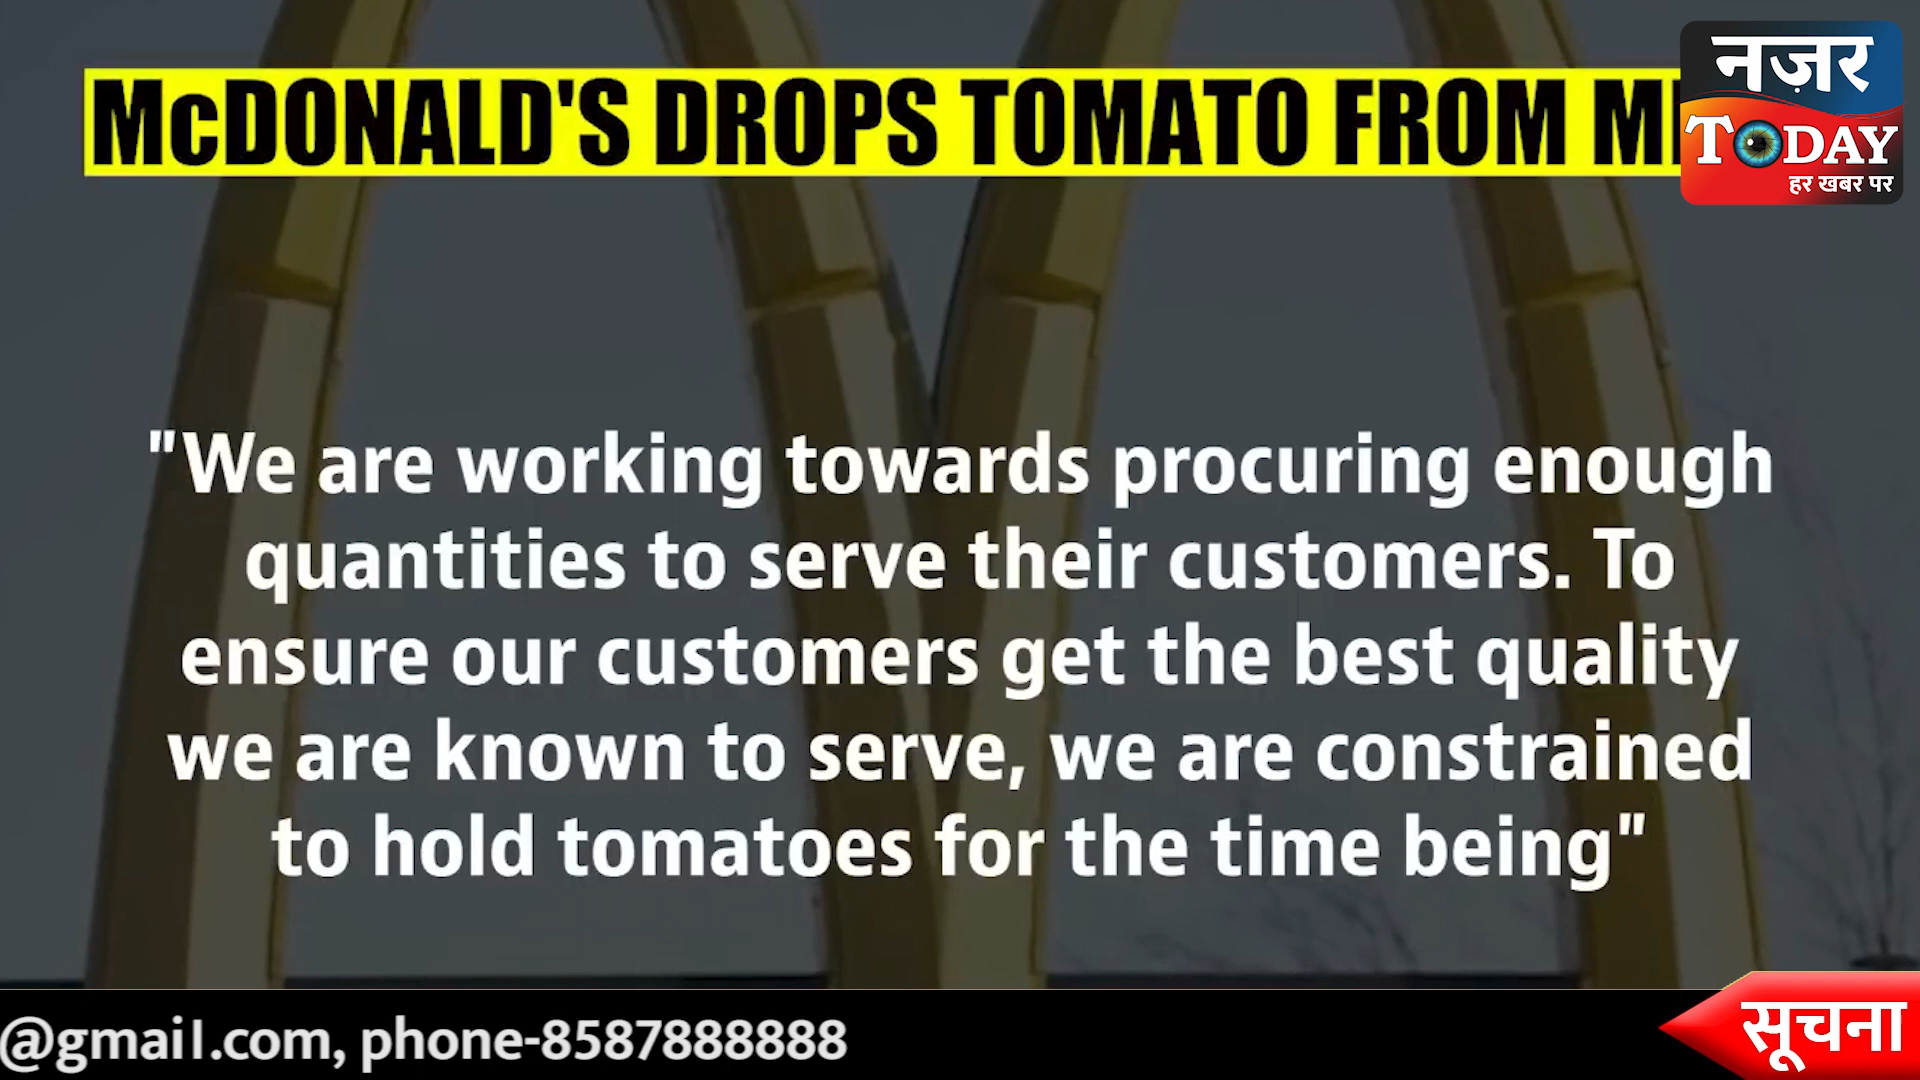 McDONALD'S DROPS TOMATO FROM
नज़र
TODAY
हर खबर पर
"We are working towards procuring enough
quantities to serve their customers. To
ensure our customers get the best quality
we are known to serve, we are constrained
to hold tomatoes for the time being"
@gmail.com, phone-8587888888
सूचना